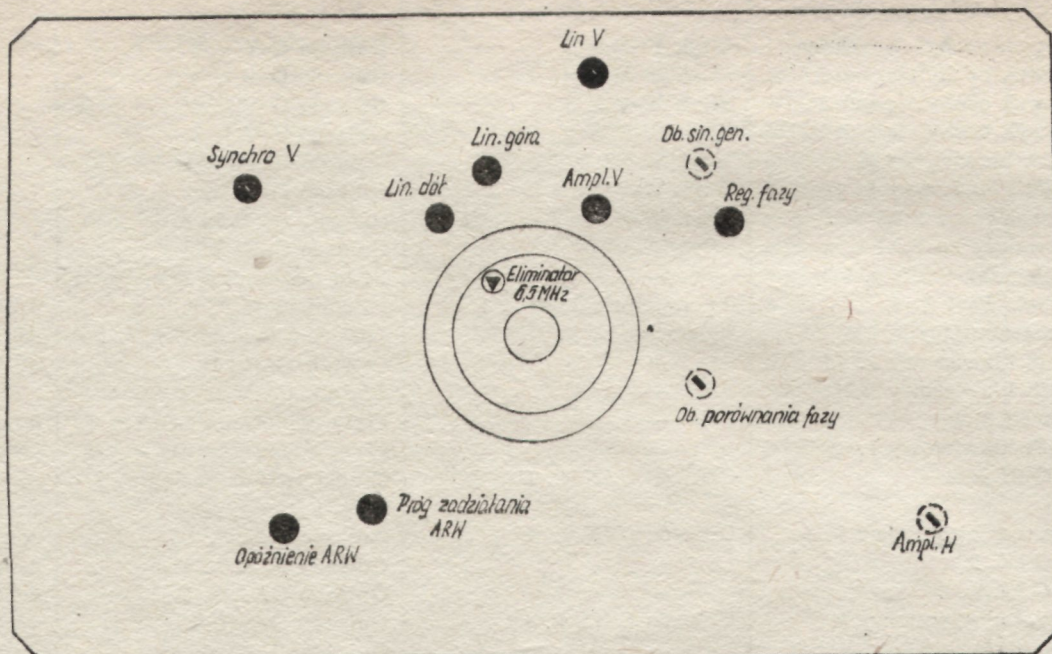 Lin V
Ob. sin. gen.
Lin. góra
Synchro V
Ampl. V
Lin. dół
Reg. fazy
Eliminator
6,5 MHz
Ob. porównania fazy
Próg zadziałania
ARW
Opóźnienie ARW
Ampl. H